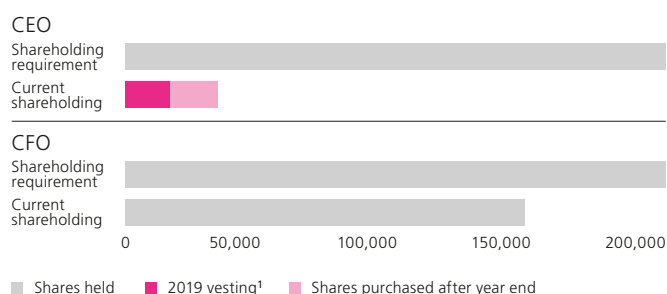 CEO
Shareholding
requirement
Current
shareholding
CFO
Shareholding
requirement
Current
shareholding
0 50,000 100,000 150,000 200,000
Shares held 2019 vesting¹ Shares purchased after year end